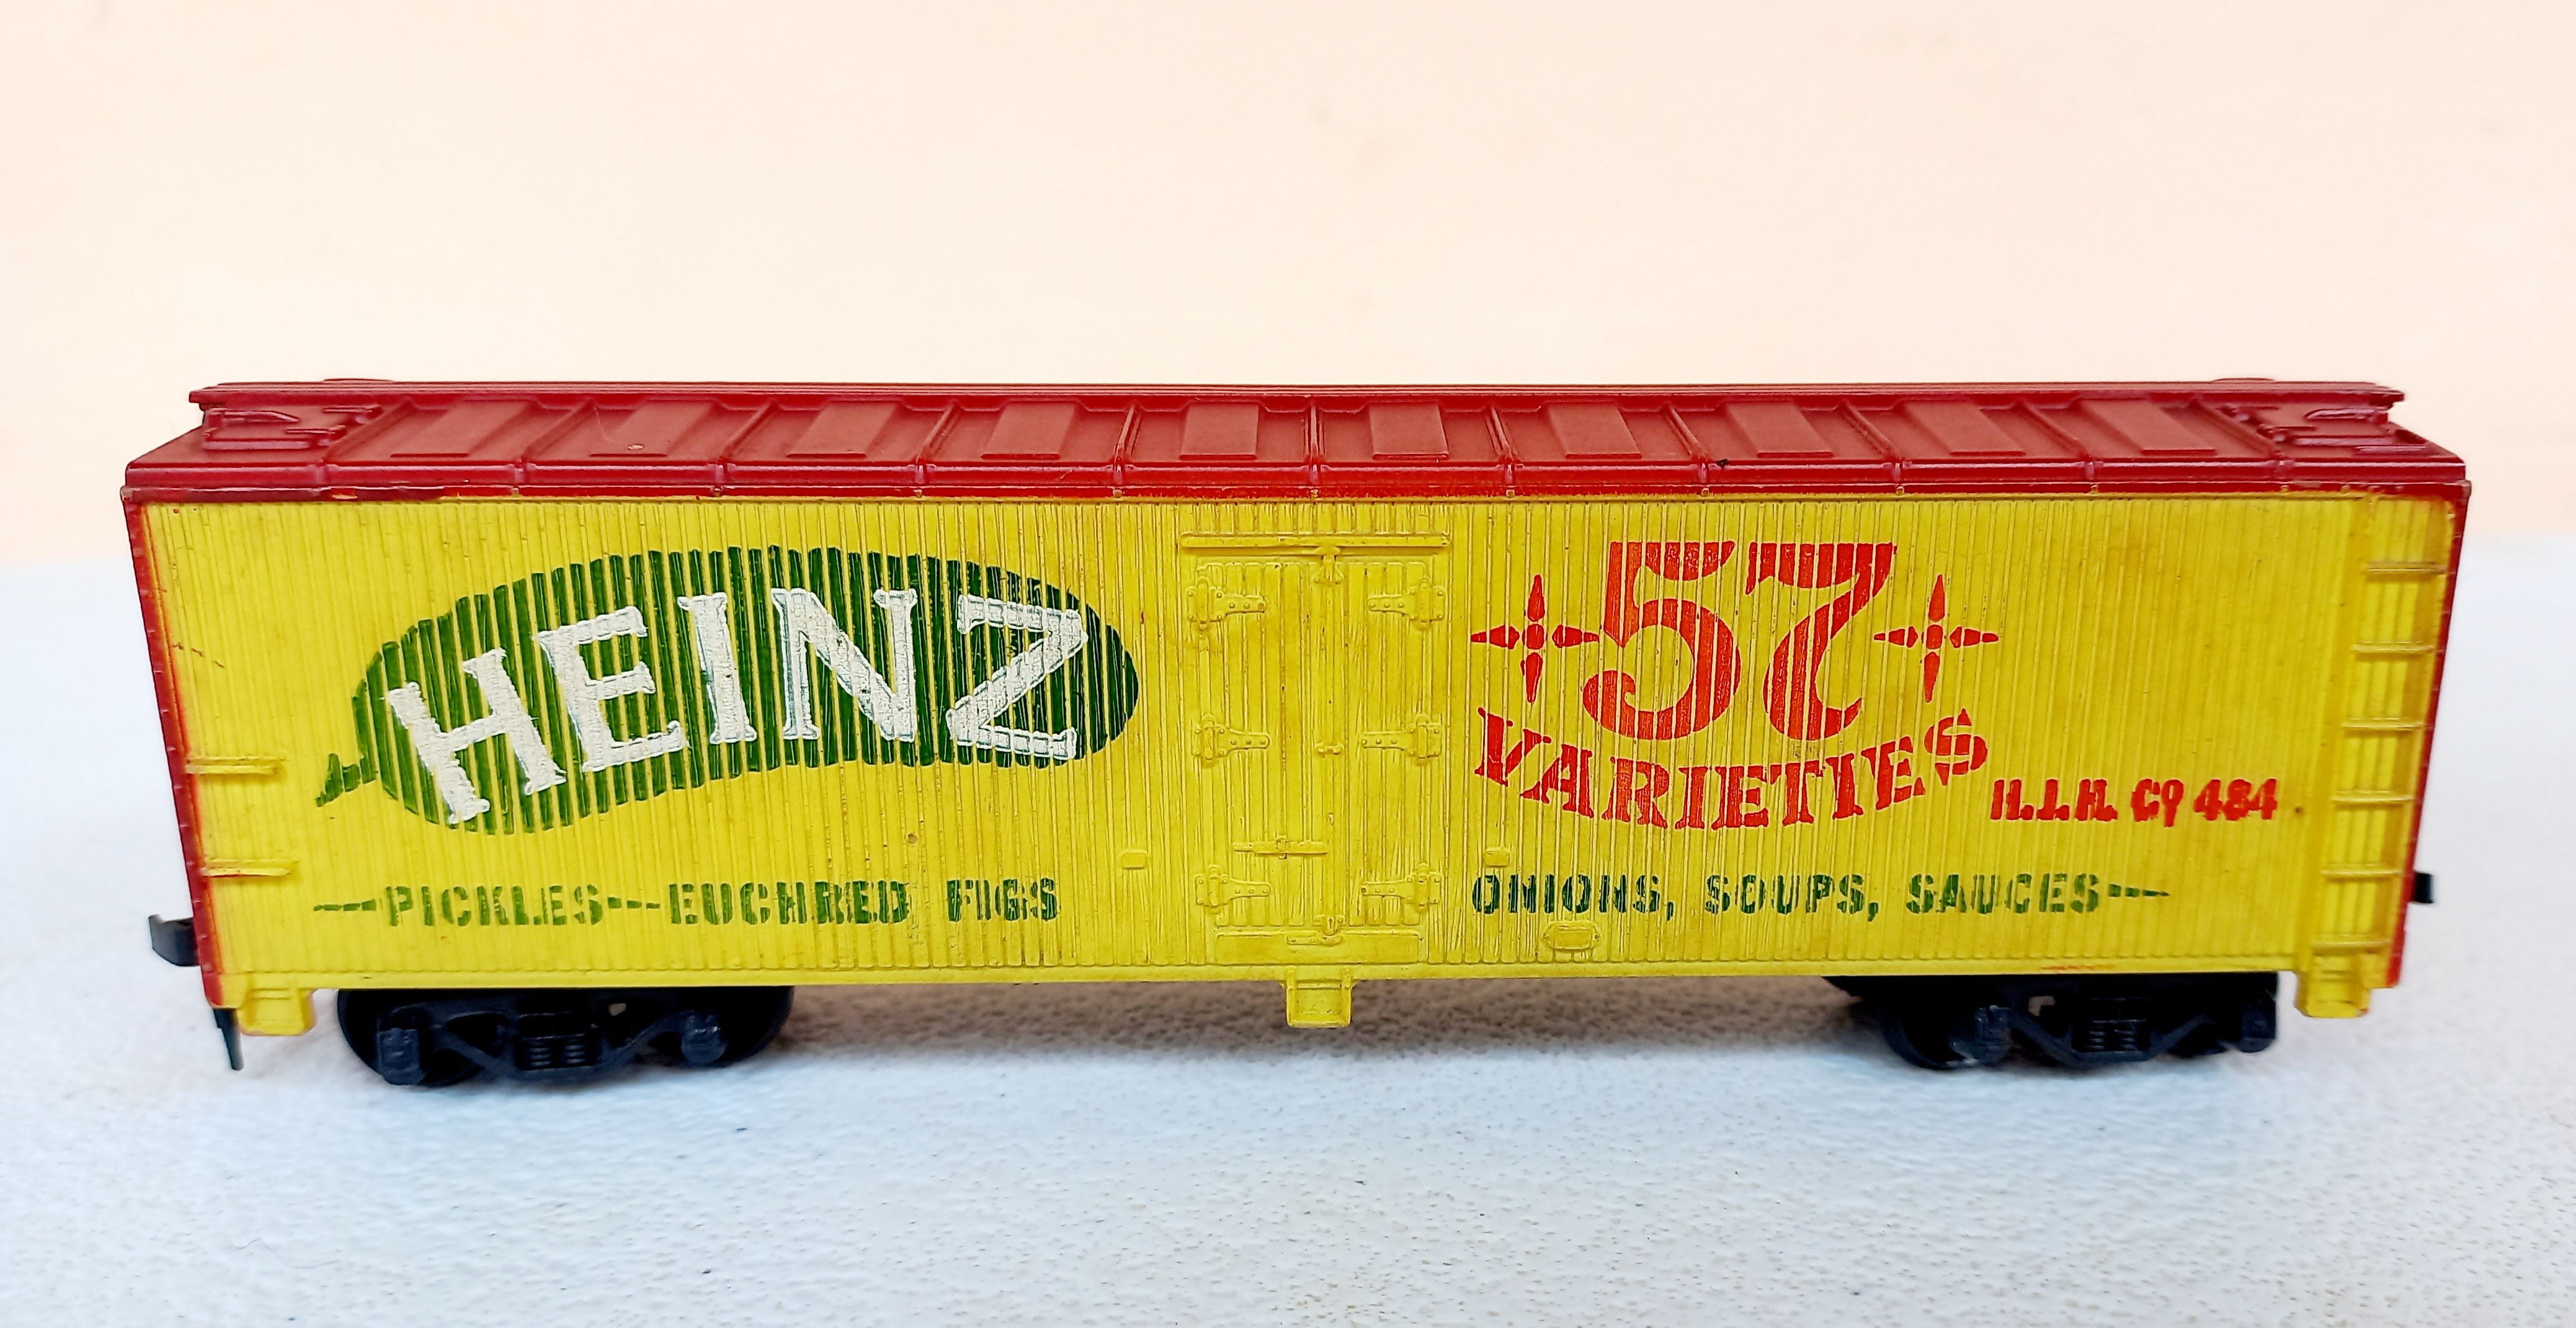 HEINZ
57
VARIETIES
H.J.H. Co 484
---PICKLES---EUCHRED FIGS
ONIONS, SOUPS, SAUCES---